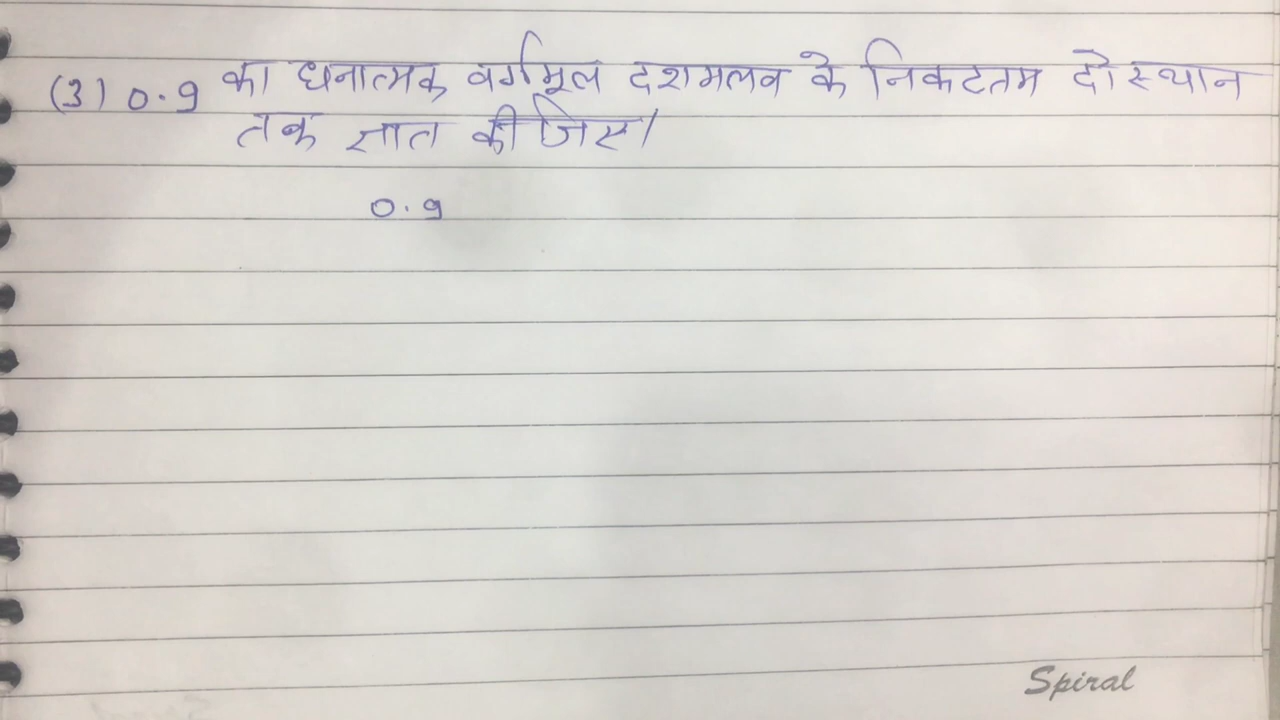 (3) 0.9 का धनात्मक वर्गमूल दशमलव के निकटतम दो स्थान
तक ज्ञात कीजिए।
0.9
Spiral